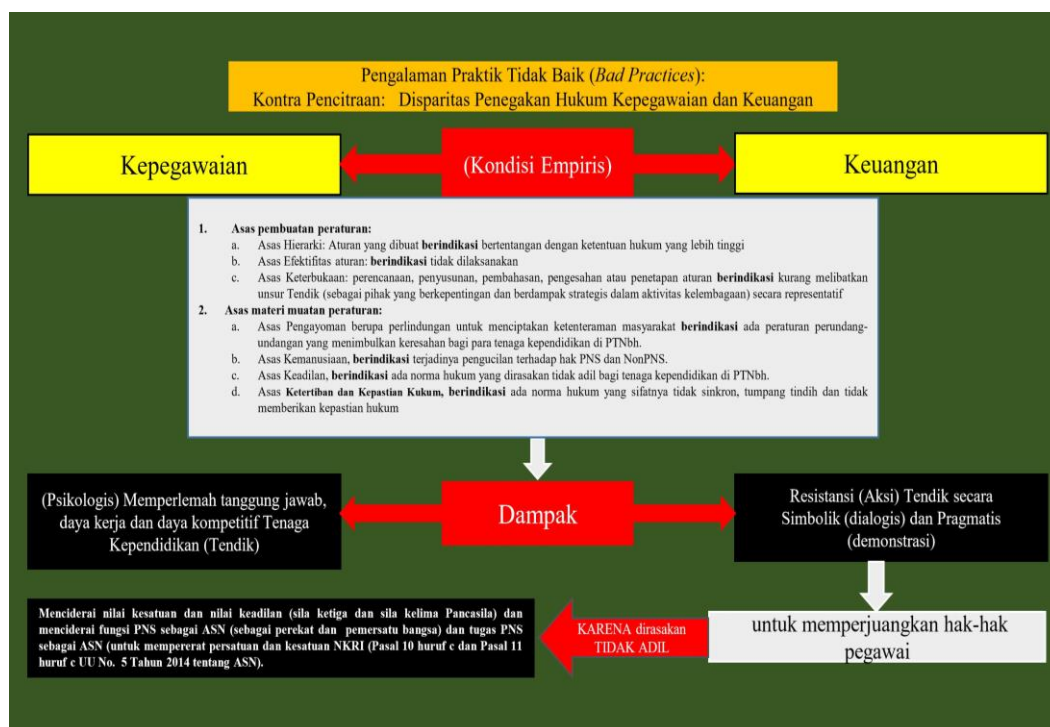 Pengalaman Praktik Tidak Baik (Bad Practices):
Kontra Pencitraan: Disparitas Penegakan Hukum Kepegawaian dan Keuangan
Kepegawaian
(Kondisi Empiris)
Keuangan
1. Asas pembuatan peraturan:
a. Asas Hierarki: Aturan yang dibuat berindikasi bertentangan dengan ketentuan hukum yang lebih tinggi
b. Asas Efektifitas aturan: berindikasi tidak dilaksanakan
c. Asas Keterbukaan: perencanaan, penyusunan, pembahasan, pengesahan atau penetapan aturan berindikasi kurang melibatkan
unsur Tendik (sebagai pihak yang berkepentingan dan berdampak strategis dalam aktivitas kelembagaan) secara representatif
2. Asas materi muatan peraturan:
a. Asas Pengayoman berupa perlindungan untuk menciptakan ketenteraman masyarakat berindikasi ada peraturan perundang-
undangan yang menimbulkan keresahan bagi para tenaga kependidikan di PTNbh.
b. Asas Kemanusiaan, berindikasi terjadinya pengucilan terhadap hak PNS dan NonPNS.
c. Asas Keadilan, berindikasi ada norma hukum yang dirasakan tidak adil bagi tenaga kependidikan di PTNbh.
d. Asas Ketertiban dan Kepastian Kukum, berindikasi ada norma hukum yang sifatnya tidak sinkron, tumpang tindih dan tidak
memberikan kepastian hukum
(Psikologis) Memperlemah tanggung jawab,
daya kerja dan daya kompetitif Tenaga
Kependidikan (Tendik)
Dampak
Resistansi (Aksi) Tendik secara
Simbolik (dialogis) dan Pragmatis
(demonstrasi)
Menciderai nilai kesatuan dan nilai keadilan (sila ketiga dan sila kelima Pancasila) dan
menciderai fungsi PNS sebagai ASN (sebagai perekat dan pemersatu bangsa) dan tugas PNS
sebagai ASN (untuk mempererat persatuan dan kesatuan NKRI (Pasal 10 huruf c dan Pasal 11
huruf c UU No. 5 Tahun 2014 tentang ASN).
KARENA dirasakan
TIDAK ADIL
untuk memperjuangkan hak-hak
pegawai